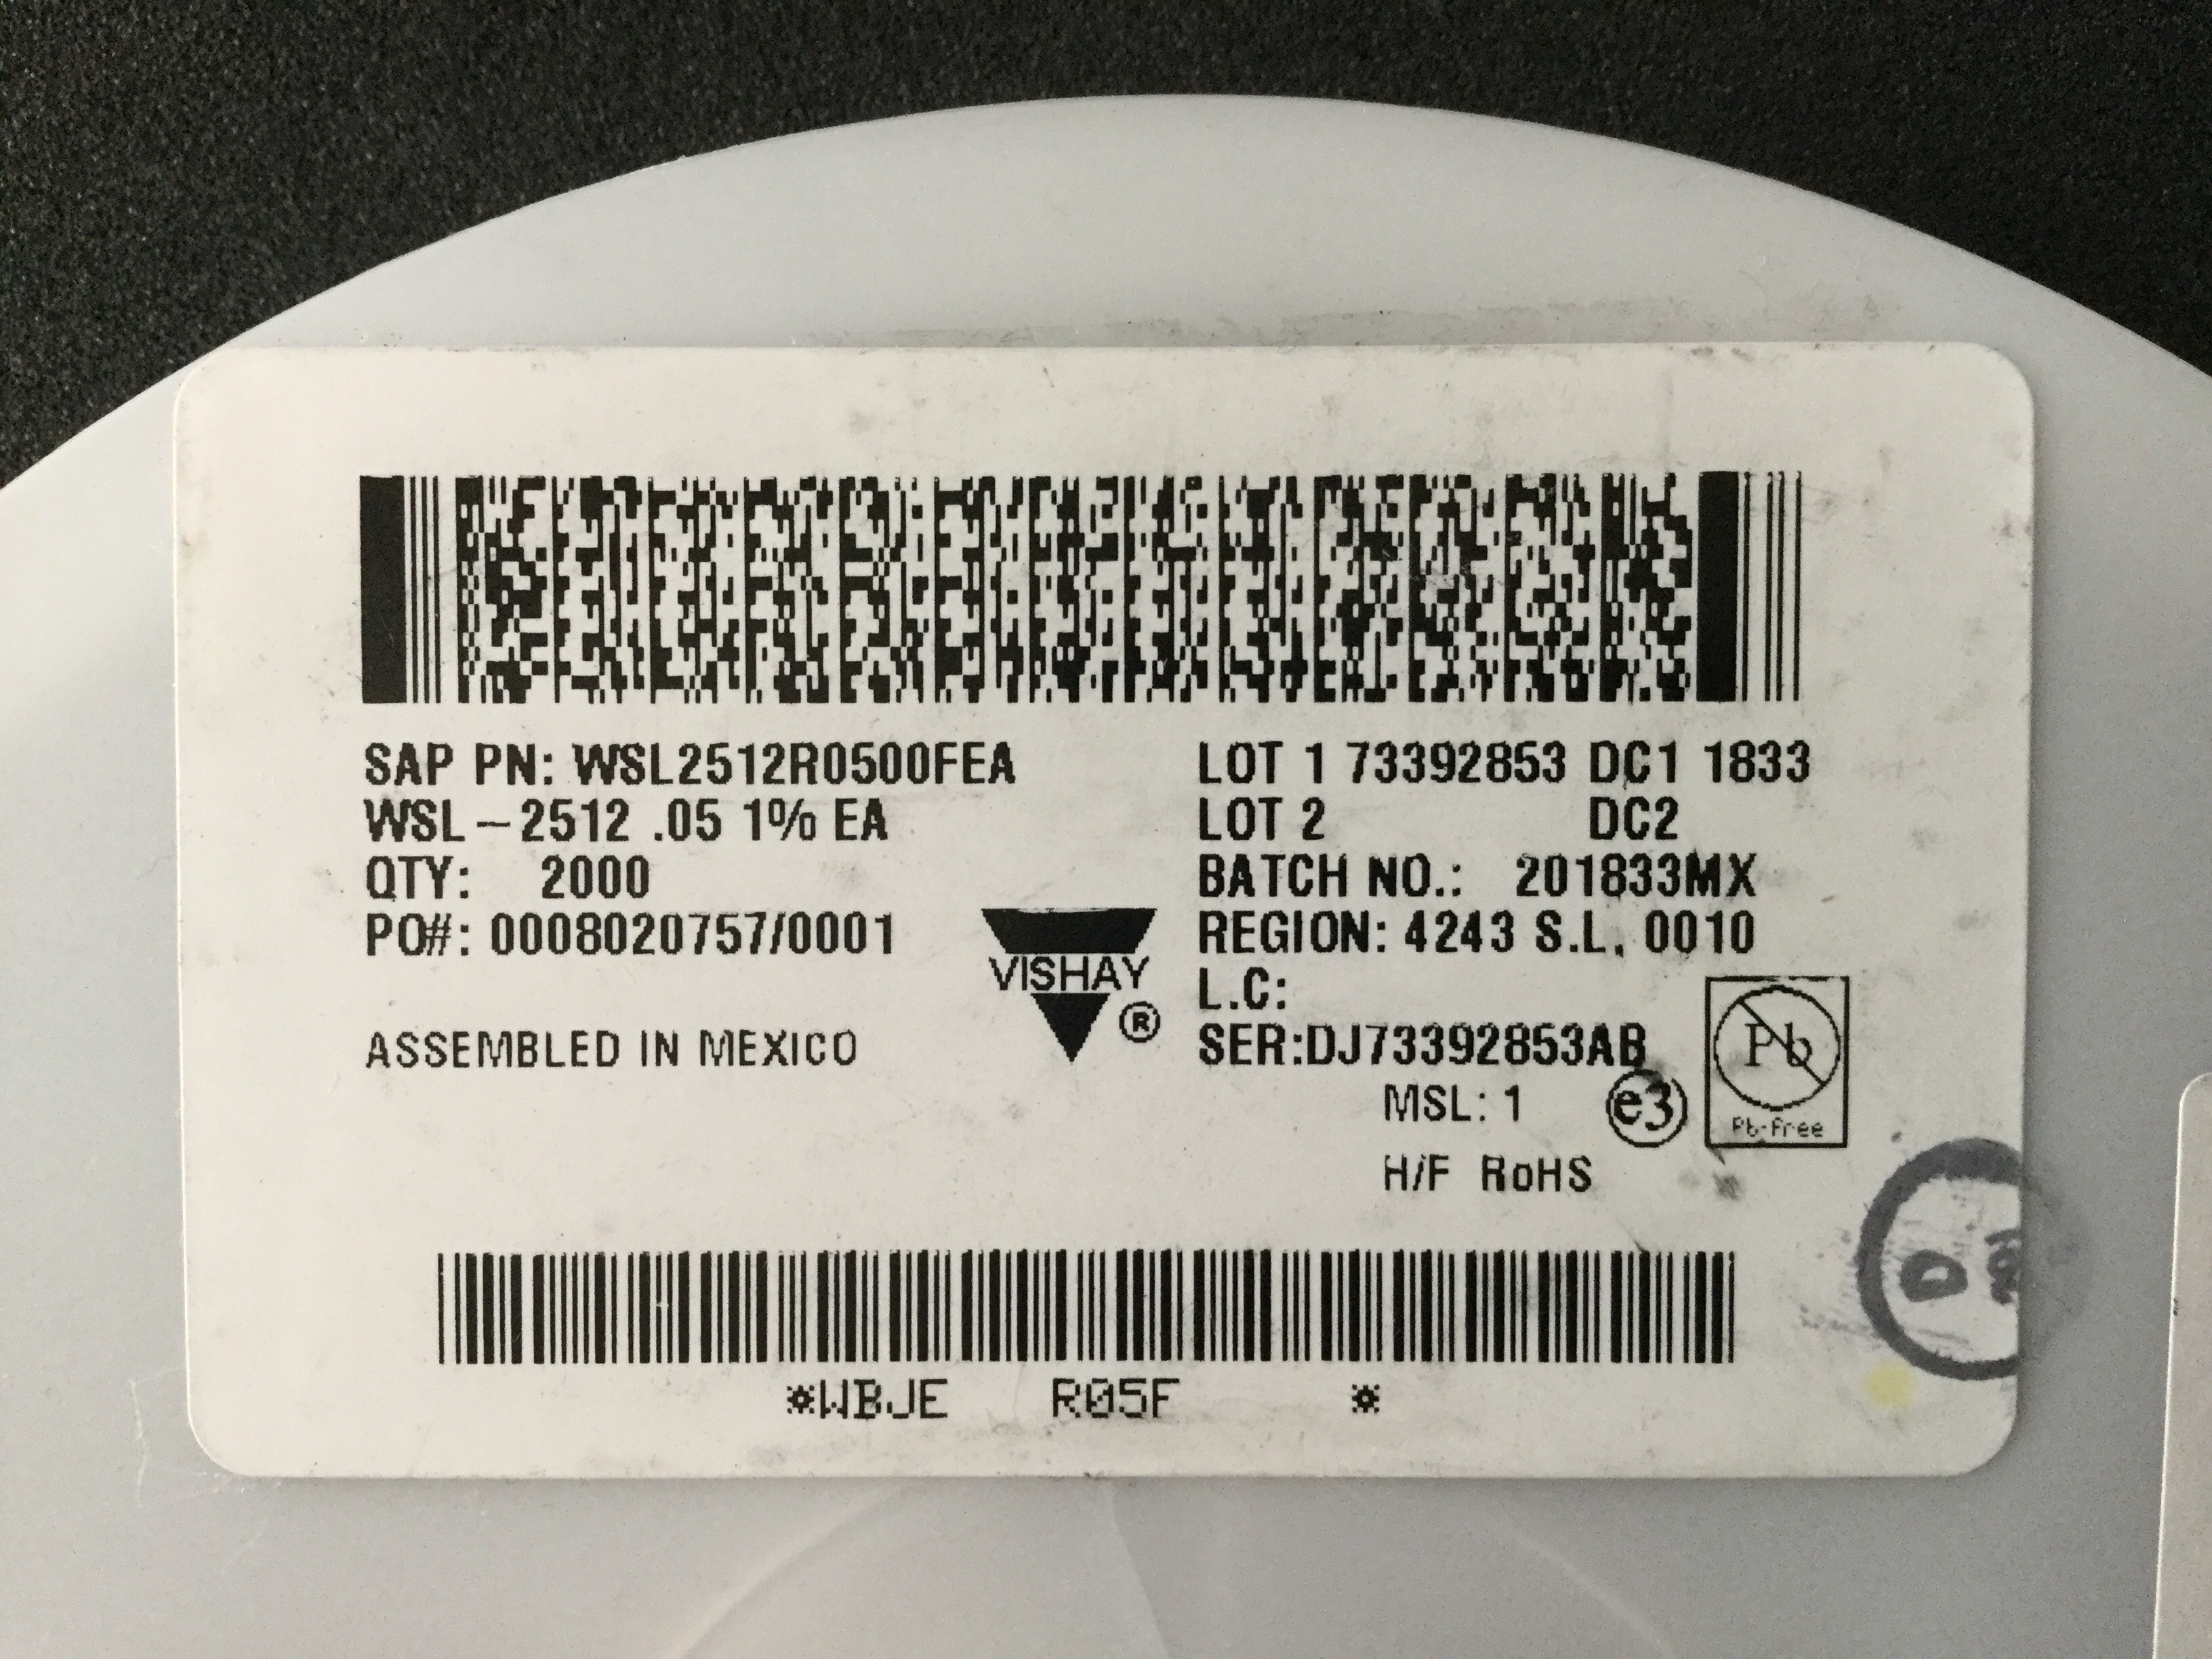 SAP PN: WSL2512R0500FEA
WSL-2512 .05 1% EA
QTY: 2000
PO#: 0008020757/0001
ASSEMBLED IN MEXICO
VISHAY
®
LOT 1 73392853 DC1 1833
LOT 2 DC2
BATCH NO.: 201833MX
REGION: 4243 S.L. 0010
L.C:
SER:DJ73392853AB
MSL: 1
e3
Pb
Pb-free
H/F RoHS
*WBJE R05F *